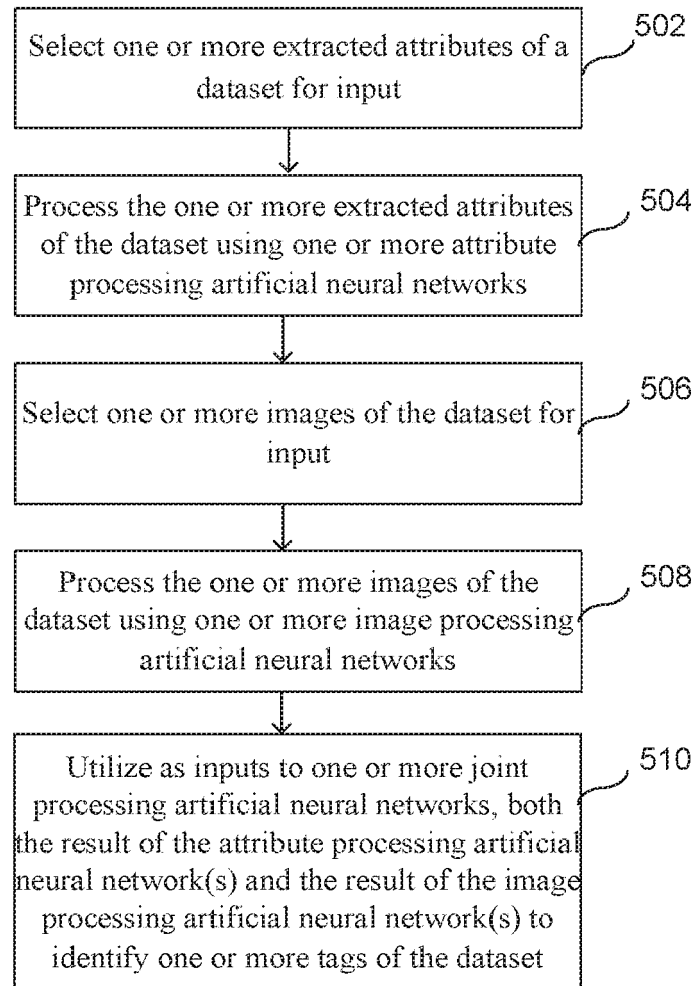 502
Select one or more extracted attributes of a
dataset for input
504
Process the one or more extracted attributes
of the dataset using one or more attribute
processing artificial neural networks
506
Select one or more images of the dataset for
input
508
Process the one or more images of the
dataset using one or more image processing
artificial neural networks
510
Utilize as inputs to one or more joint
processing artificial neural networks, both
the result of the attribute processing artificial
neural network(s) and the result of the image
processing artificial neural network(s) to
identify one or more tags of the dataset